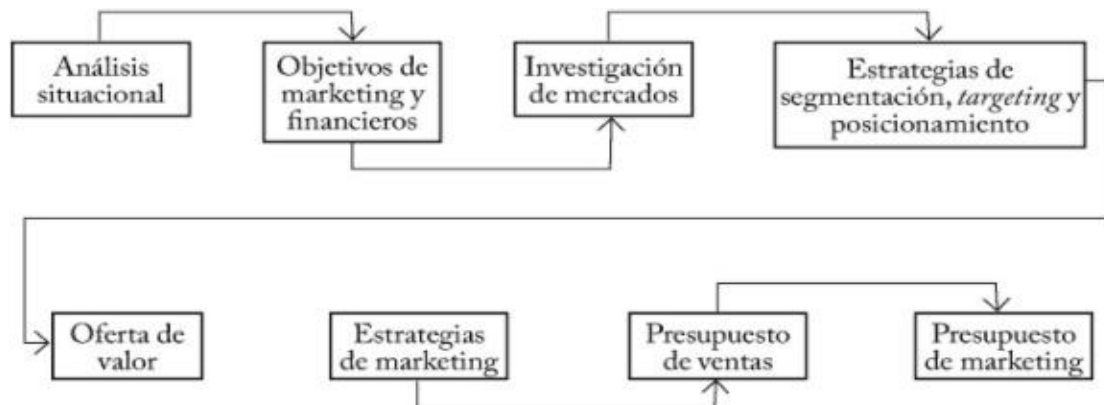 Análisis
situacional
Objetivos de
marketing y
financieros
Investigación
de mercados
Estrategias de
segmentación, targeting y
posicionamiento
Oferta de
valor
Estrategias
de marketing
Presupuesto
de ventas
Presupuesto
de marketing